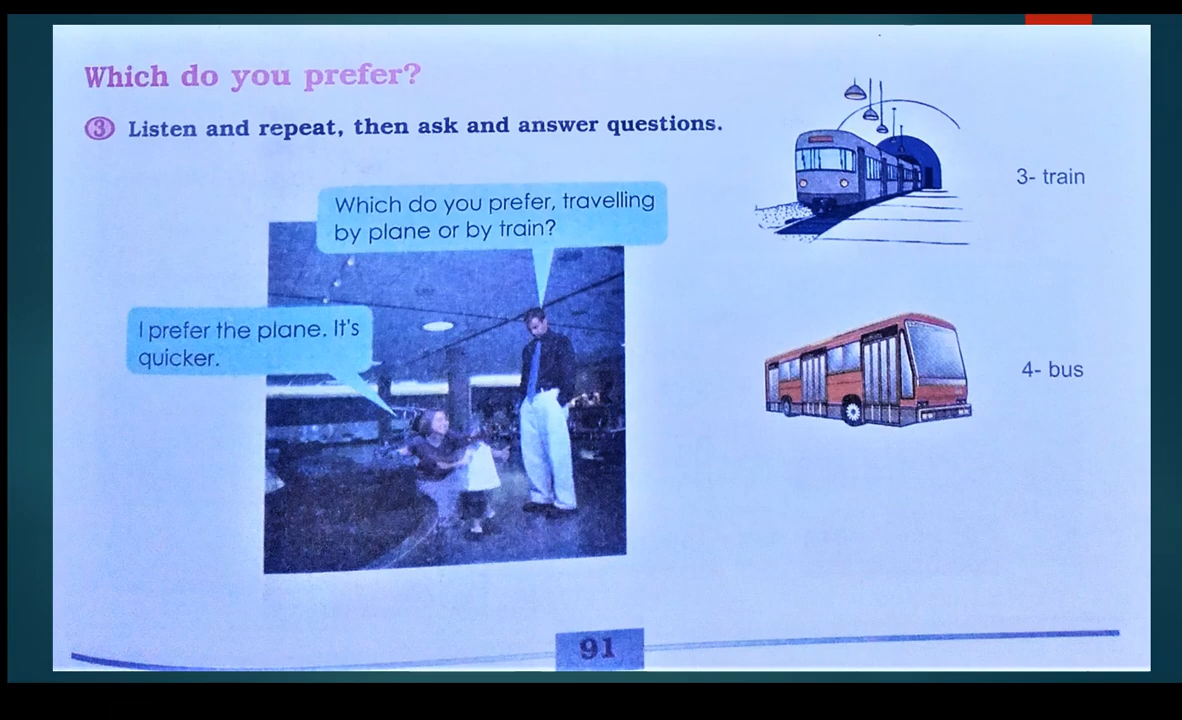 Which do you prefer?
3 Listen and repeat, then ask and answer questions.
Which do you prefer, travelling
by plane or by train?
I prefer the plane. It's
quicker.
3- train
4- bus
91